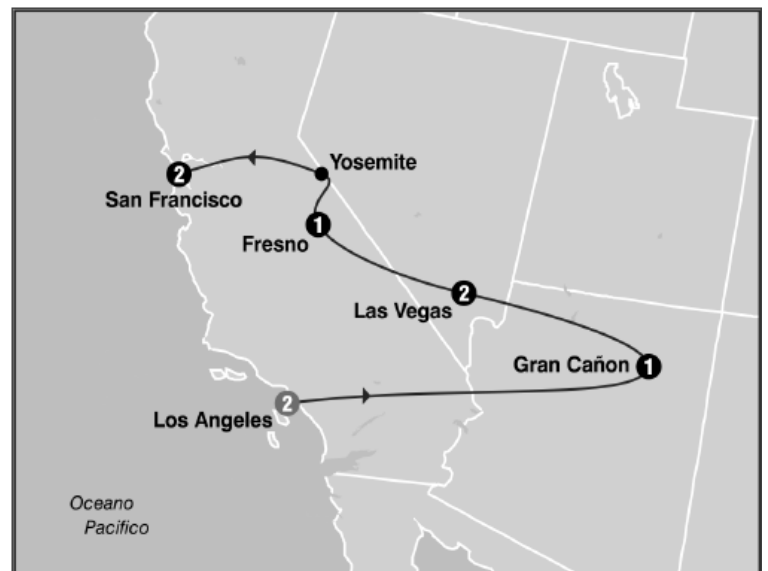 Yosemite
2
San Francisco
1
Fresno
2
Las Vegas
Gran Cañon
1
2
Los Angeles
Oceano
Pacifico